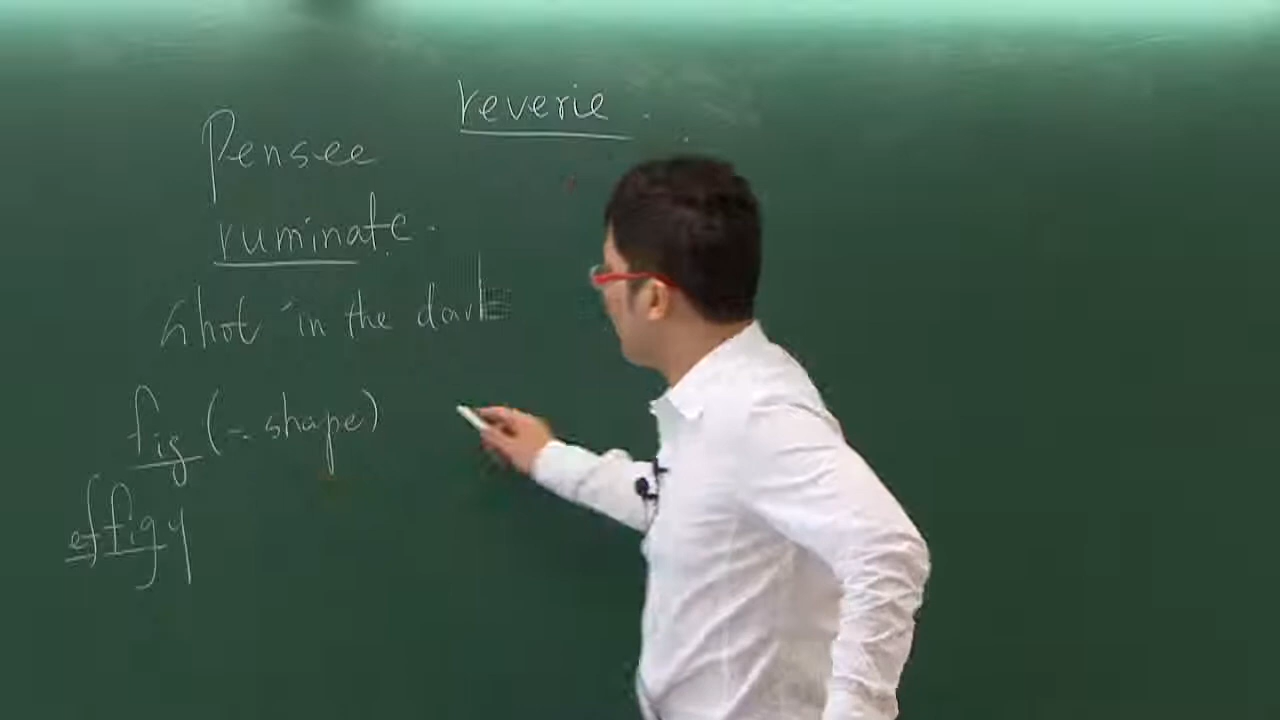 reverie.
Pensee
ruminate.
shot in the dark
fig (= shape)
effigy